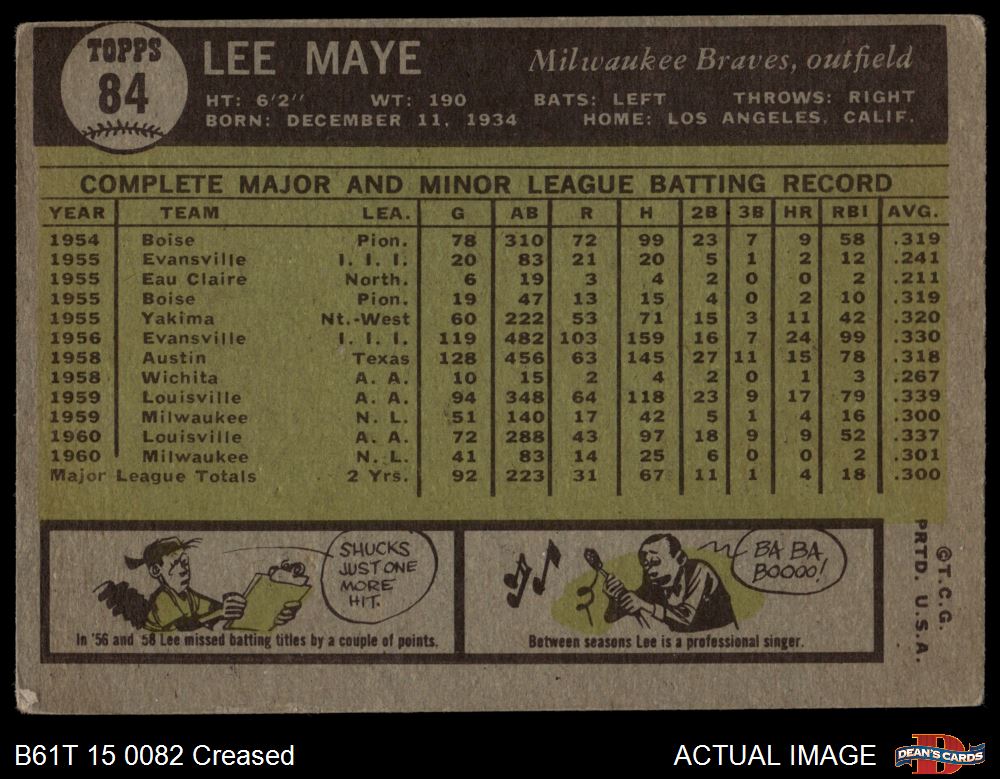 TOPPS
84
LEE MAYE
Milwaukee Braves, outfield
HT: 6'2" WT: 190 BATS: LEFT THROWS: RIGHT
BORN: DECEMBER 11, 1934 HOME: LOS ANGELES, CALIF.
COMPLETE MAJOR AND MINOR LEAGUE BATTING RECORD
YEAR TEAM LEA. G AB R H 2B 3B HR RBI AVG.
1954 Boise Pion. 78 310 72 99 23 7 9 58 .319
1955 Evansville I. I. I. 20 83 21 20 5 1 2 12 .241
1955 Eau Claire North. 6 19 3 4 2 0 0 2 .211
1955 Boise Pion. 19 47 13 15 4 0 2 10 .319
1955 Yakima Nt.-West 60 222 53 71 15 3 11 42 .320
1956 Evansville I. I. I. 119 482 103 159 16 7 24 99 .330
1958 Austin Texas 128 456 63 145 27 11 15 78 .318
1958 Wichita A. A. 10 15 2 4 2 0 1 3 .267
1959 Louisville A. A. 94 348 64 118 23 9 17 79 .339
1959 Milwaukee N. L. 51 140 17 42 5 1 4 16 .300
1960 Louisville A. A. 72 288 43 97 18 9 9 52 .337
1960 Milwaukee N. L. 41 83 14 25 6 0 0 2 .301
Major League Totals 2 Yrs. 92 223 31 67 11 1 4 18 .300
SHUCKS
JUST ONE
MORE
HIT.
In '56 and 58 Lee missed batting titles by a couple of points.
BA BA
BOOOO!
Between seasons Lee is a professional singer.
©T.C.G.
PRTD. U.S.A.
B61T 15 0082 Creased
ACTUAL IMAGE
DEAN'S CARDS